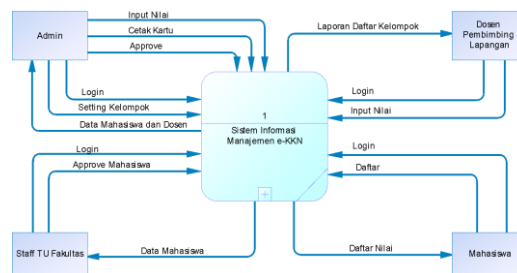 Input Nilai
Cetak Kartu
Approve
Admin
Laporan Daftar Kelompok
Dosen
Pembimbing
Lapangan
Login
Setting Kelompok
Data Mahasiswa dan Dosen
Login
Input Nilai
1
Sistem Informasi
Manajemen e-KKN
Login
Approve Mahasiswa
Login
Daftar
Staff TU Fakultas
Data Mahasiswa
Daftar Nilai
Mahasiswa